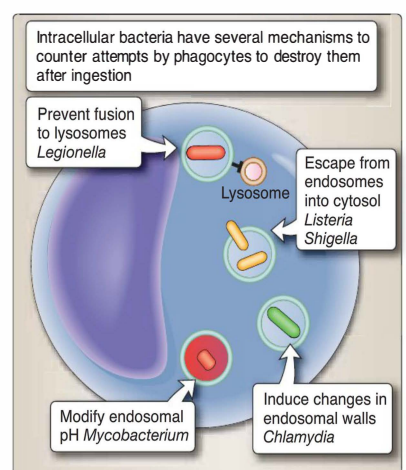 Intracellular bacteria have several mechanisms to
counter attempts by phagocytes to destroy them
after ingestion
Prevent fusion
to lysosomes
Legionella
Lysosome
Escape from
endosomes
into cytosol
Listeria
Shigella
Modify endosomal
pH Mycobacterium
Induce changes in
endosomal walls
Chlamydia